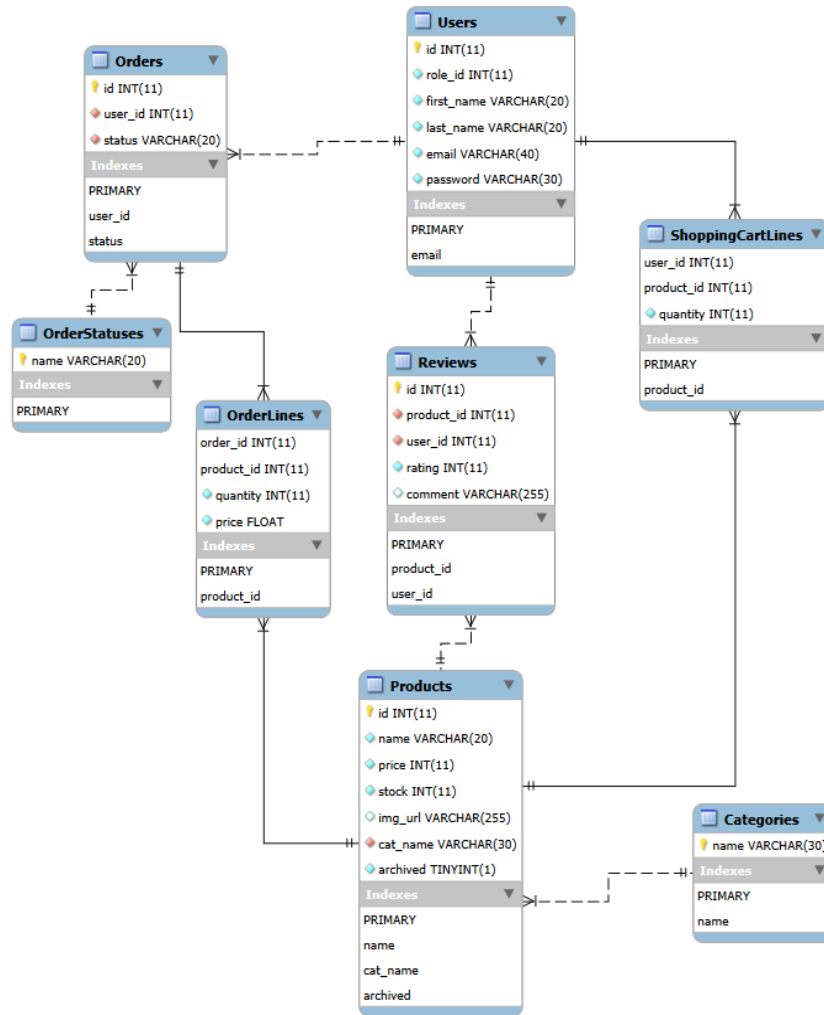 Users
id INT(11)
role_id INT(11)
first_name VARCHAR(20)
last_name VARCHAR(20)
email VARCHAR(40)
password VARCHAR(30)
Indexes
PRIMARY
email
Orders
id INT(11)
user_id INT(11)
status VARCHAR(20)
Indexes
PRIMARY
user_id
status
ShoppingCartLines
user_id INT(11)
product_id INT(11)
quantity INT(11)
Indexes
PRIMARY
product_id
OrderStatuses
name VARCHAR(20)
Indexes
PRIMARY
Reviews
id INT(11)
product_id INT(11)
user_id INT(11)
rating INT(11)
comment VARCHAR(255)
Indexes
PRIMARY
product_id
user_id
OrderLines
order_id INT(11)
product_id INT(11)
quantity INT(11)
price FLOAT
Indexes
PRIMARY
product_id
Products
id INT(11)
name VARCHAR(20)
price INT(11)
stock INT(11)
img_url VARCHAR(255)
cat_name VARCHAR(30)
archived TINYINT(1)
Indexes
PRIMARY
name
cat_name
archived
Categories
name VARCHAR(30)
Indexes
PRIMARY
name